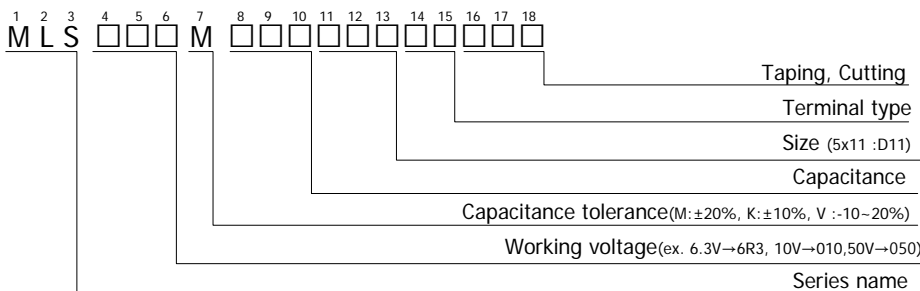 1 2 3 4 5 6 7 8 9 10 11 12 13 14 15 16 17 18
M L S □ □ □ M □ □ □ □ □ □ □ □ □ □ □
Taping, Cutting
Terminal type
Size (5x11 :D11)
Capacitance
Capacitance tolerance(M:±20%, K:±10%, V :-10~20%)
Working voltage(ex. 6.3V→6R3, 10V→010,50V→050)
Series name